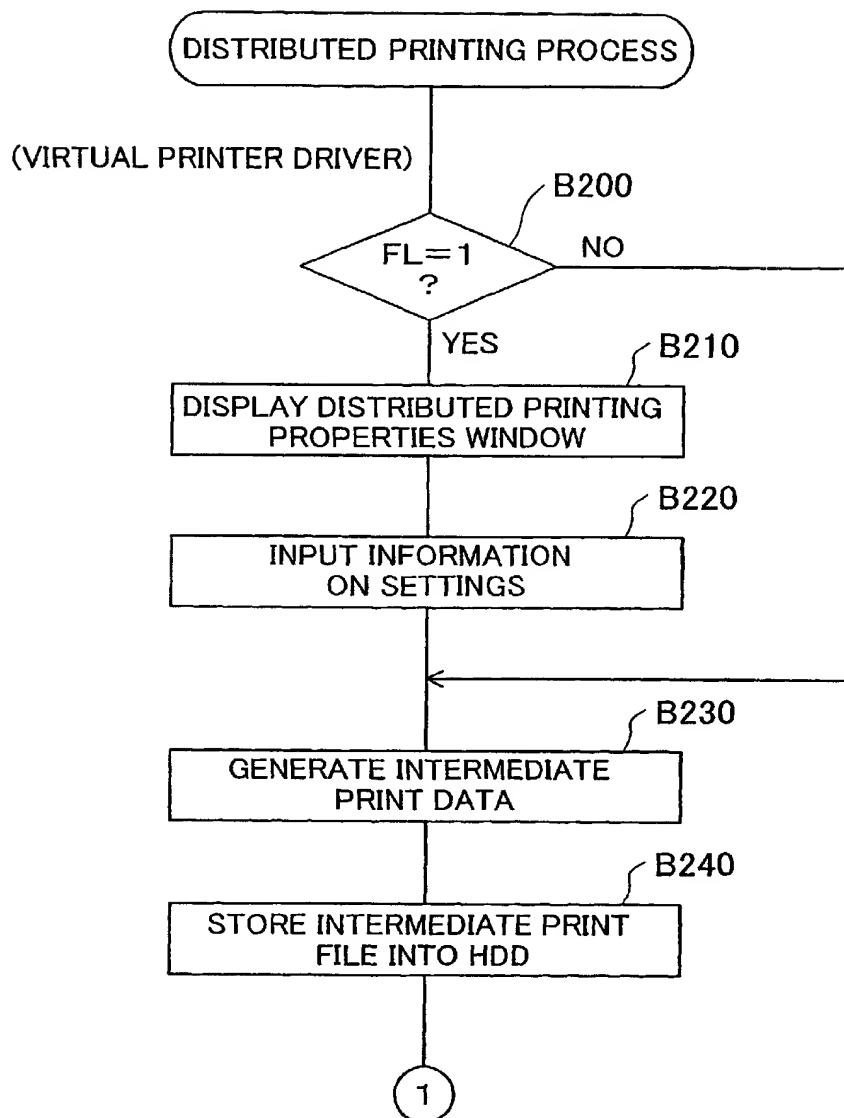 DISTRIBUTED PRINTING PROCESS
(VIRTUAL PRINTER DRIVER)
B200
FL=1
?
NO
YES
B210
DISPLAY DISTRIBUTED PRINTING
PROPERTIES WINDOW
B220
INPUT INFORMATION
ON SETTINGS
B230
GENERATE INTERMEDIATE
PRINT DATA
B240
STORE INTERMEDIATE PRINT
FILE INTO HDD
1